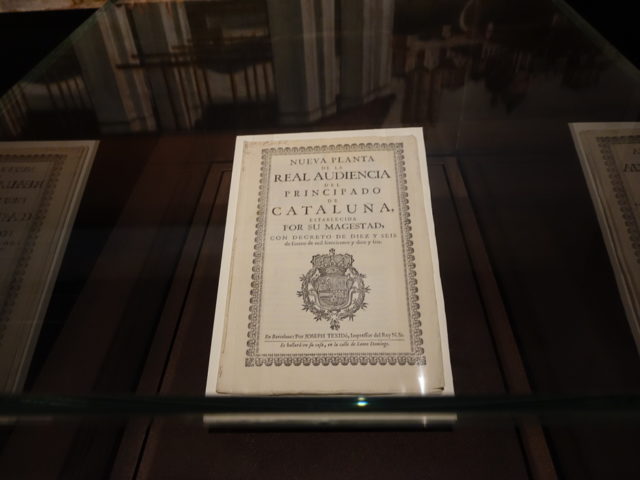 NUEVA PLANTA
DE LA
REAL AUDIENCIA
DEL
PRINCIPADO
DE
CATALUÑA,
ESTABLECIDA
POR SU MAGESTAD,
CON DECRETO DE DIEZ Y SEIS
de Enero de mil setecientos y diez y seis.
En Barcelona: Por JOSEPH TEXIDÒ, Impressor del Rey N. Sr.
Se hallarà en su casa, en la calle de Santo Domingo.